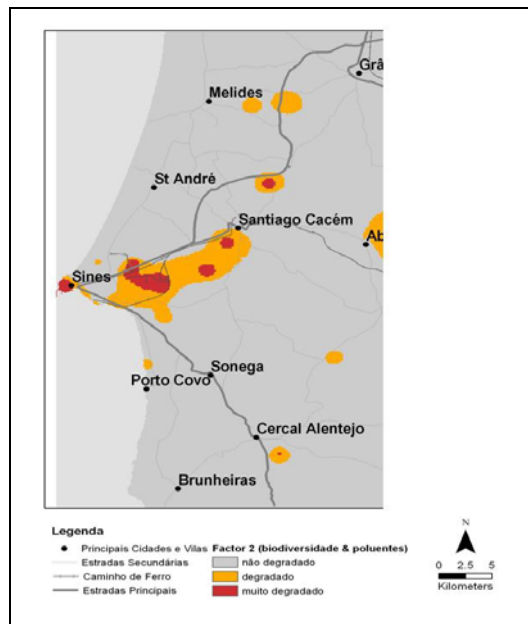 Grâ
Melides
St André
Santiago Cacém
Ab
Sines
Sonega
Porto Covo
Cercal Alentejo
Brunheiras
Legenda
Principais Cidades e Vilas
Estradas Secundárias
Caminho de Ferro
Estradas Principais
Factor 2 (biodiversidade & poluentes)
não degradado
degradado
muito degradado
N
0 2.5 5
Kilometers